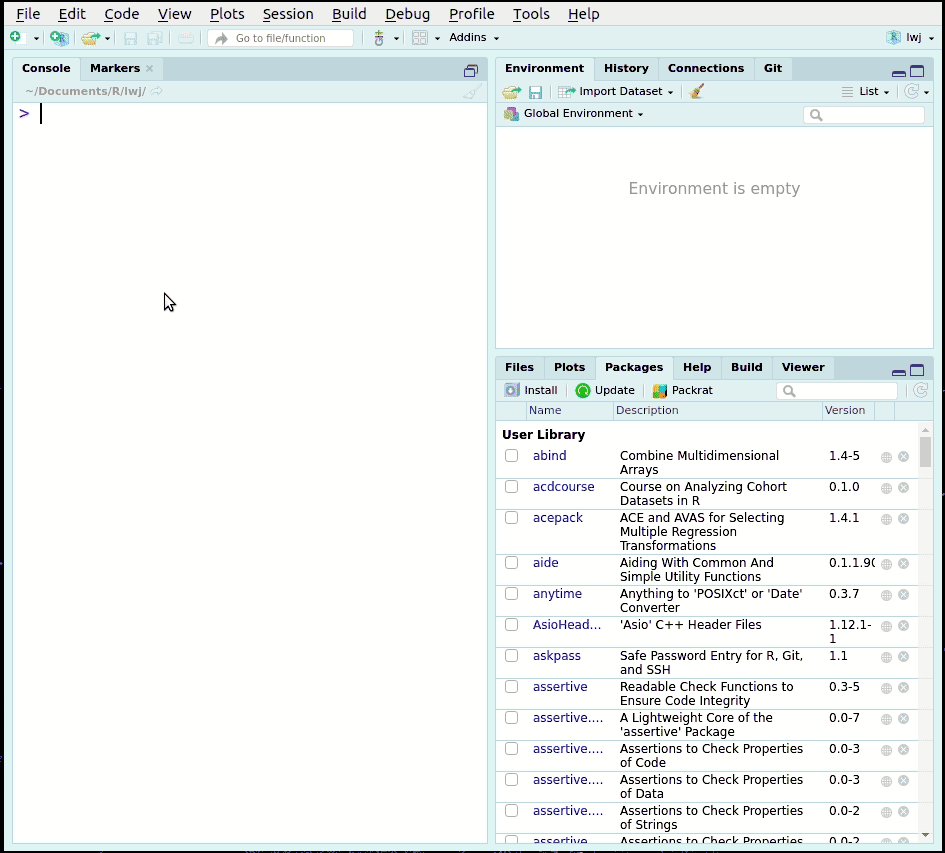 File Edit Code View Plots Session Build Debug Profile Tools Help
Go to file/function Addins lwj
Console Markers
~/Documents/R/lwj/
>
Environment History Connections Git
Import Dataset List
Global Environment
Environment is empty
Files Plots Packages Help Build Viewer
Install Update Packrat
Name Description Version
User Library
abind Combine Multidimensional 1.4-5
Arrays
acdcourse Course on Analyzing Cohort 0.1.0
Datasets in R
acepack ACE and AVAS for Selecting 1.4.1
Multiple Regression
Transformations
aide Aiding With Common And 0.1.1.90
Simple Utility Functions
anytime Anything to 'POSIXct' or 'Date' 0.3.7
Converter
AsioHead... 'Asio' C++ Header Files 1.12.1-
1
askpass Safe Password Entry for R, Git, 1.1
and SSH
assertive Readable Check Functions to 0.3-5
Ensure Code Integrity
assertive.... A Lightweight Core of the 0.0-7
'assertive' Package
assertive.... Assertions to Check Properties 0.0-3
of Code
assertive.... Assertions to Check Properties 0.0-3
of Data
assertive.... Assertions to Check Properties 0.0-2
of Strings
assertive Assertions to Check Properties 0.0-2